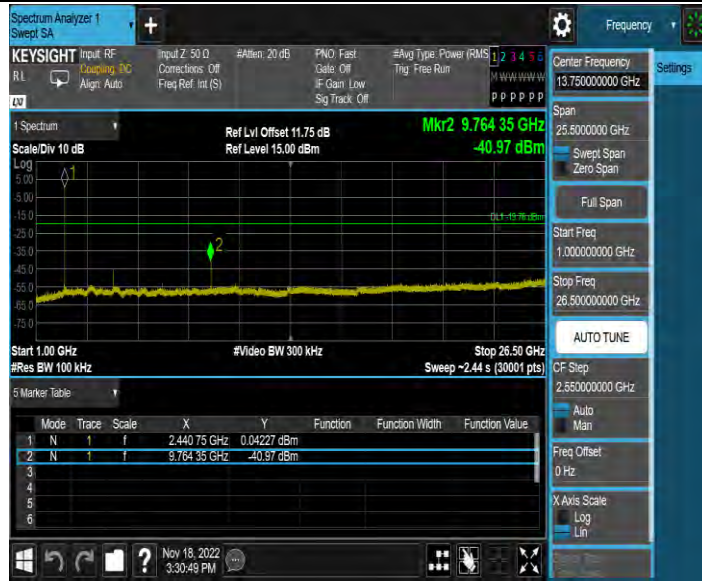 Spectrum Analyzer 1
Swept SA
+
Frequency
KEYSIGHT
RL
Input: RF
Coupling: DC
Align: Auto
Input Z: 50 Ω
Corrections: Off
Freq Ref: Int (S)
#Atten: 20 dB
PNO: Fast
Gate: Off
IF Gain: Low
Sig Track: Off
#Avg Type: Power (RMS
Trig: Free Run
1 2 3 4 5 6
M W W W W W
P P P P P P
LXI
1 Spectrum
Scale/Div 10 dB
Ref Lvl Offset 11.75 dB
Ref Level 15.00 dBm
Mkr2 9.764 35 GHz
-40.97 dBm
Log
5.00
-5.00
-15.0
-25.0
-35.0
-45.0
-55.0
-65.0
-75.0
1
2
Start 1.00 GHz
#Res BW 100 kHz
#Video BW 300 kHz
Stop 26.50 GHz
Sweep ~2.44 s (30001 pts)
5 Marker Table
Mode Trace Scale X Y Function Function Width Function Value
1 N 1 f 2.440 75 GHz 0.04227 dBm
2 N 1 f 9.764 35 GHz -40.97 dBm
3
4
5
6
Nov 18, 2022
3:30:49 PM
Center Frequency
13.750000000 GHz
Settings
Span
25.5000000 GHz
Swept Span
Zero Span
Full Span
Start Freq
1.000000000 GHz
Stop Freq
26.500000000 GHz
AUTO TUNE
CF Step
2.550000000 GHz
Auto
Man
Freq Offset
0 Hz
X Axis Scale
Log
Lin